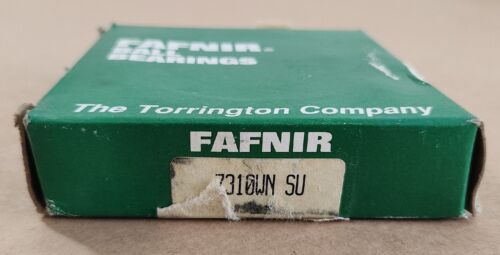 FAFNIR®
BALL
BEARINGS
The Torrington Company
FAFNIR
7310WN SU